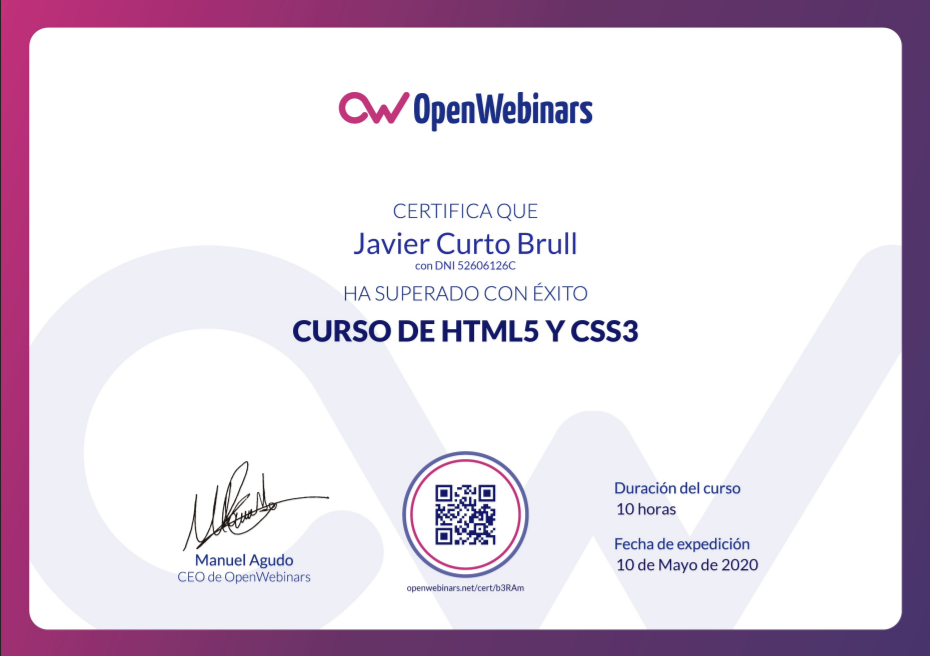 OpenWebinars
CERTIFICA QUE
Javier Curto Brull
con DNI 52606126C
HA SUPERADO CON ÉXITO
CURSO DE HTML5 Y CSS3
Manuel Agudo
CEO de OpenWebinars
openwebinars.net/cert/b3RAm
Duración del curso
10 horas
Fecha de expedición
10 de Mayo de 2020